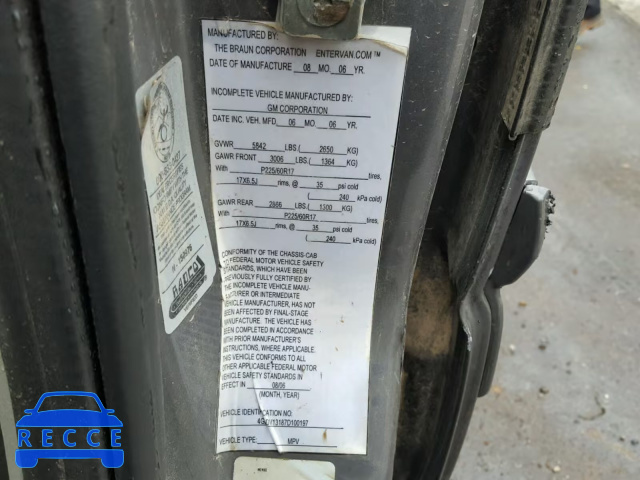 MANUFACTURED BY:
THE BRAUN CORPORATION ENTERVAN.COM™
DATE OF MANUFACTURE 08 MO. 06 YR.
INCOMPLETE VEHICLE MANUFACTURED BY:
GM CORPORATION
DATE INC. VEH. MFD. 06 MO. 06 YR.
GVWR 5842 LBS.( 2650 KG)
GAWR FRONT 3006 LBS.( 1364 KG)
With P225/60R17 tires,
17X6.5J rims, @ 35 psi cold
( 240 kPa cold)
GAWR REAR 2866 LBS.( 1300 KG)
With P225/60R17 tires,
17X6.5J rims, @ 35 psi cold
( 240 kPa cold)
CONFORMITY OF THE CHASSIS-CAB
TO FEDERAL MOTOR VEHICLE SAFETY
STANDARDS, WHICH HAVE BEEN
PREVIOUSLY FULLY CERTIFIED BY
THE INCOMPLETE VEHICLE MANU-
FACTURER OR INTERMEDIATE
VEHICLE MANUFACTURER, HAS NOT
BEEN AFFECTED BY FINAL-STAGE
MANUFACTURE. THE VEHICLE HAS
BEEN COMPLETED IN ACCORDANCE
WITH PRIOR MANUFACTURER'S
INSTRUCTIONS, WHERE APPLICABLE.
THIS VEHICLE CONFORMS TO ALL
OTHER APPLICABLE FEDERAL MOTOR
VEHICLE SAFETY STANDARDS IN
EFFECT IN 08/06
(MONTH, YEAR)
VEHICLE IDENTIFICATION NO.
VEHICLE TYPE: MPV
RECCE